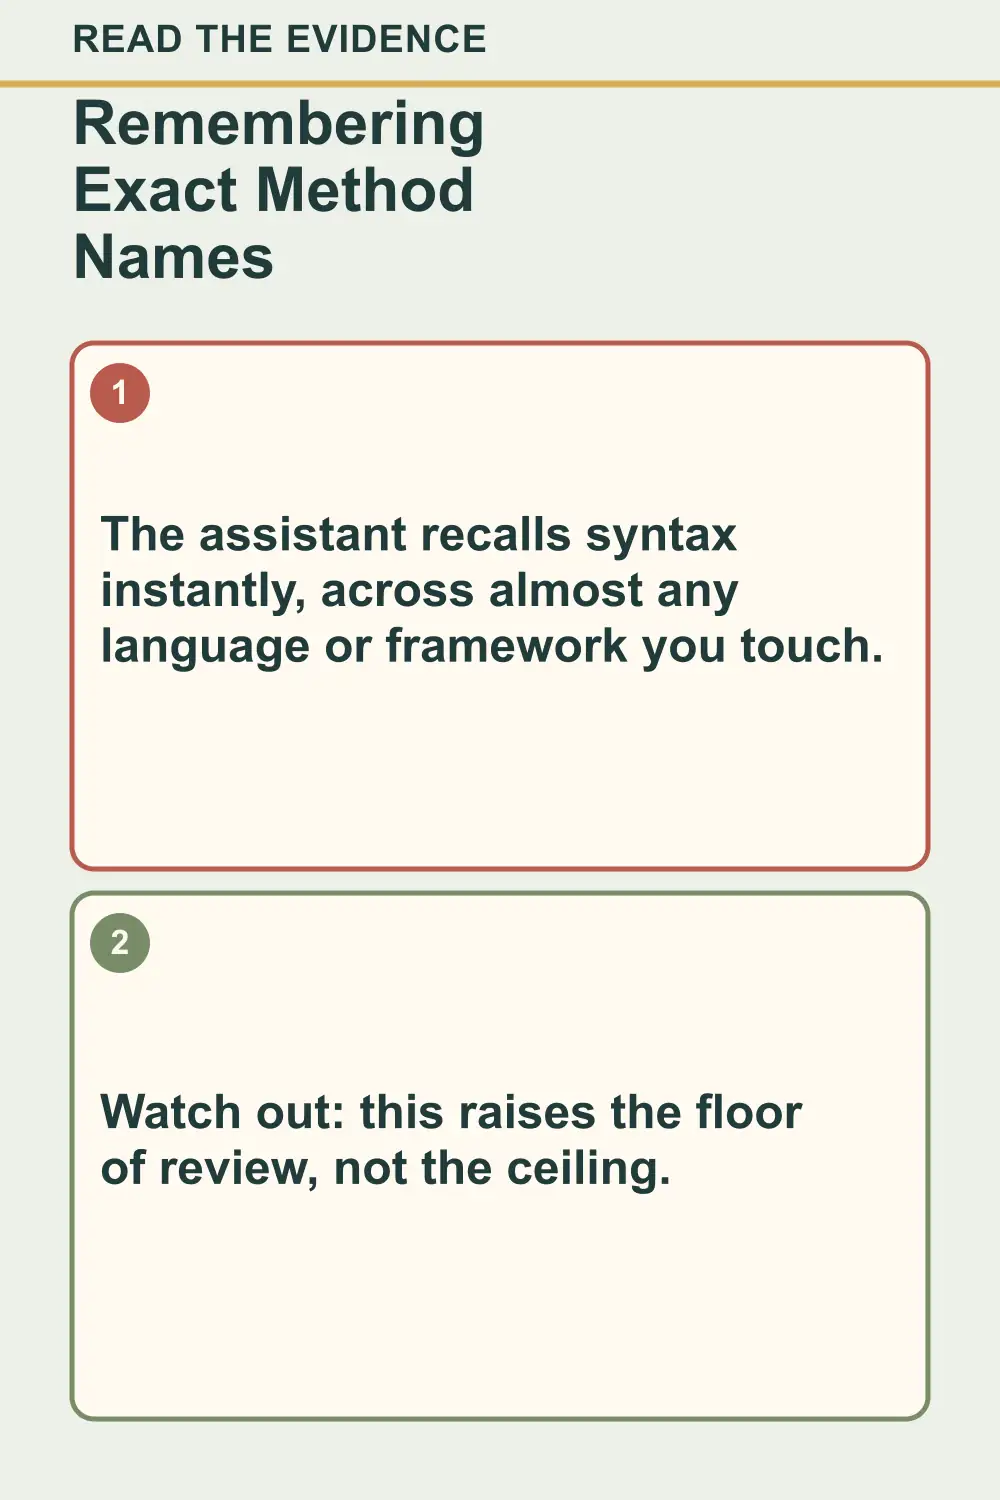 READ THE EVIDENCE
Remembering
Exact Method
Names
1
The assistant recalls syntax
instantly, across almost any
language or framework you touch.
2
Watch out: this raises the floor
of review, not the ceiling.